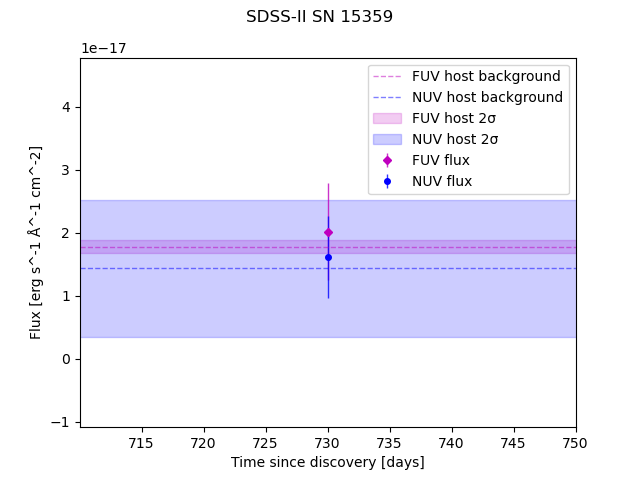 SDSS-II SN 15359
1e−17
FUV host background
NUV host background
FUV host 2σ
NUV host 2σ
FUV flux
NUV flux
4
3
2
1
0
−1
Flux [erg s^-1 Å^-1 cm^-2]
715 720 725 730 735 740 745 750
Time since discovery [days]